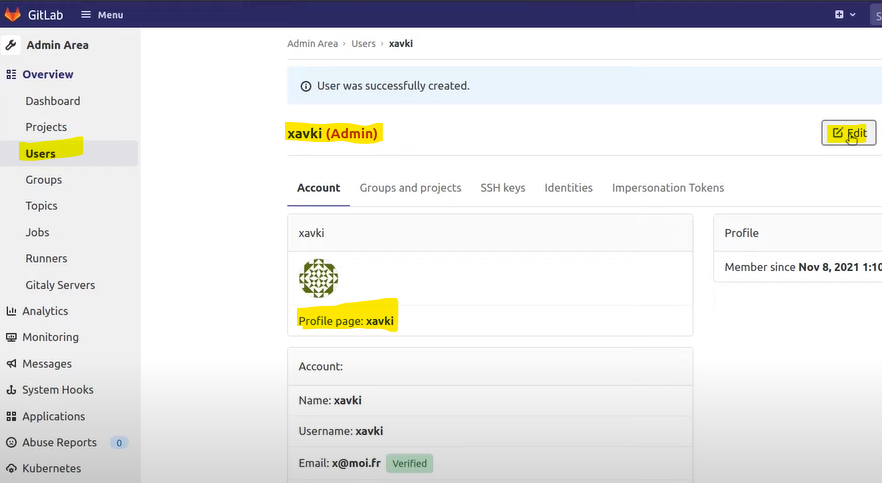 GitLab Menu
S
Admin Area
Overview
Dashboard
Projects
Users
Groups
Topics
Jobs
Runners
Gitaly Servers
Analytics
Monitoring
Messages
System Hooks
Applications
Abuse Reports 0
Kubernetes
Admin Area › Users › xavki
User was successfully created.
xavki (Admin)
Edit
Account Groups and projects SSH keys Identities Impersonation Tokens
xavki
Profile page: xavki
Account:
Name: xavki
Username: xavki
Email: x@moi.fr Verified
Profile
Member since Nov 8, 2021 1:10